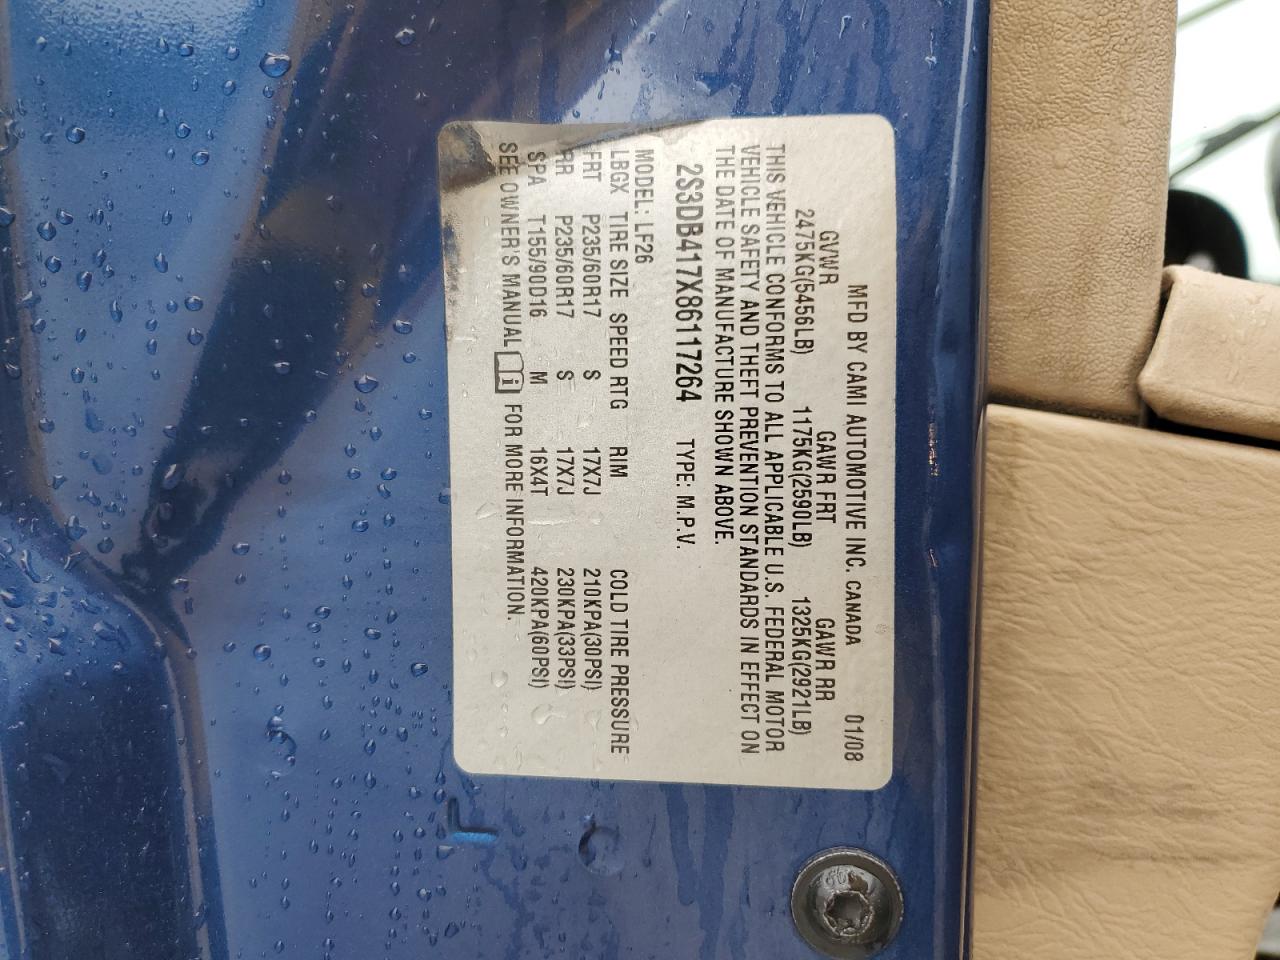 MFD BY CAMI AUTOMOTIVE INC. CANADA 01/08
GVWR GAWR FRT GAWR RR
2475KG(5456LB) 1175KG(2590LB) 1325KG(2921LB)
THIS VEHICLE CONFORMS TO ALL APPLICABLE U.S. FEDERAL MOTOR
VEHICLE SAFETY AND THEFT PREVENTION STANDARDS IN EFFECT ON
THE DATE OF MANUFACTURE SHOWN ABOVE.
2S3DB417X86117264 TYPE: M.P.V.
MODEL: LF26
LBGX TIRE SIZE SPEED RTG RIM COLD TIRE PRESSURE
FRT P235/60R17 S 17X7J 210KPA(30PSI)
RR P235/60R17 S 17X7J 230KPA(33PSI)
SPA T155/90D16 M 16X4T 420KPA(60PSI)
SEE OWNER'S MANUAL i FOR MORE INFORMATION.